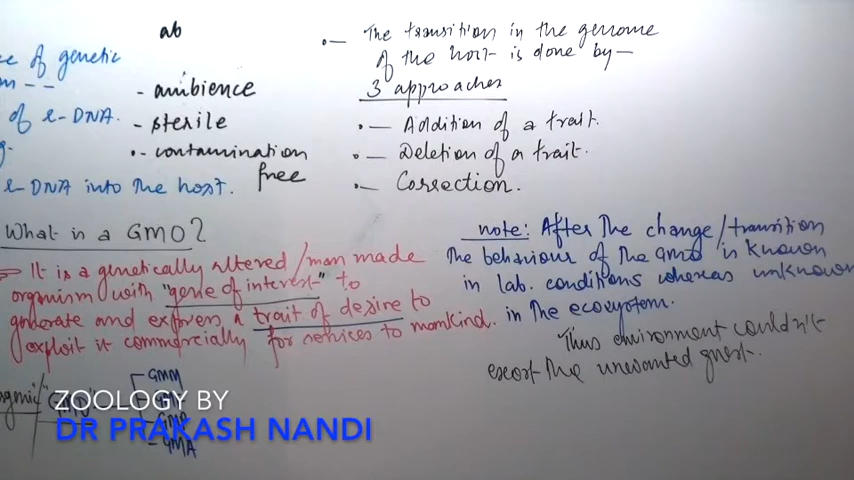 ab
ce of genetic
m --
of r-DNA.
g.
r-DNA into the host.
- ambience
- sterile
- contamination
free
The transition in the genome
of the host is done by -
3 approaches
Addition of a trait.
Deletion of a trait.
Correction.
What is a GMO?
It is a genetically altered/man made
organism with "gene of interest" to
generate and express a trait of desire to
exploit it commercially for services to mankind.
note: After the change/transition
the behaviour of the GMO is known
in lab. conditions whereas unknown
in the ecosystem.
Thus environment couldn't
escort the unwanted guest.
GMM
- GMP
- GMA
ZOOLOGY BY
DR PRAKASH NANDI